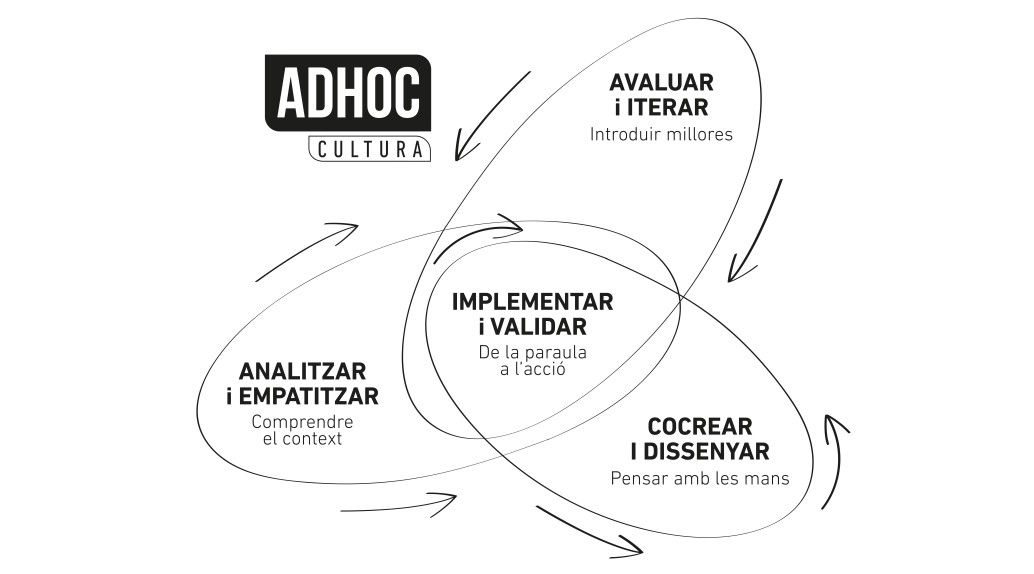 ADHOC
CULTURA
AVALUAR
i ITERAR
Introduir millores
IMPLEMENTAR
i VALIDAR
De la paraula
a l'acció
ANALITZAR
i EMPATITZAR
Comprendre
el context
COCREAR
I DISSENYAR
Pensar amb les mans